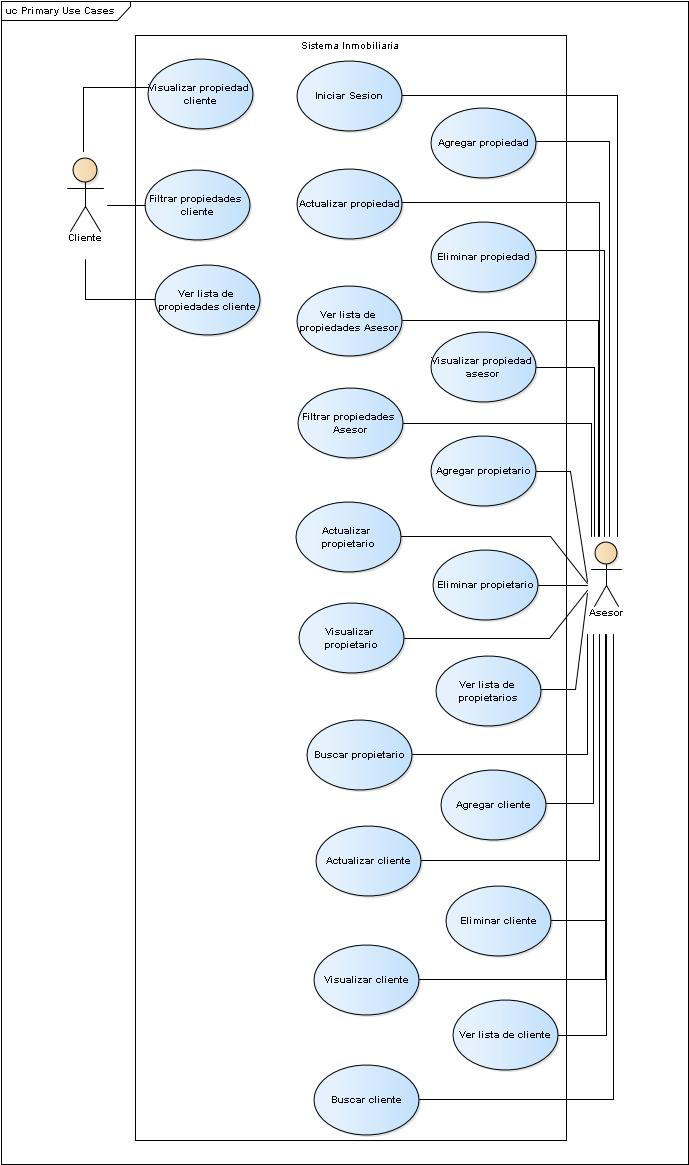 uc Primary Use Cases
Sistema Inmobiliaria
Visualizar propiedad
cliente
Iniciar Sesion
Agregar propiedad
Filtrar propiedades
cliente
Actualizar propiedad
Cliente
Eliminar propiedad
Ver lista de
propiedades cliente
Ver lista de
propiedades Asesor
Visualizar propiedad
asesor
Filtrar propiedades
Asesor
Agregar propietario
Actualizar
propietario
Eliminar propietario
Asesor
Visualizar
propietario
Ver lista de
propietarios
Buscar propietario
Agregar cliente
Actualizar cliente
Eliminar cliente
Visualizar cliente
Ver lista de cliente
Buscar cliente